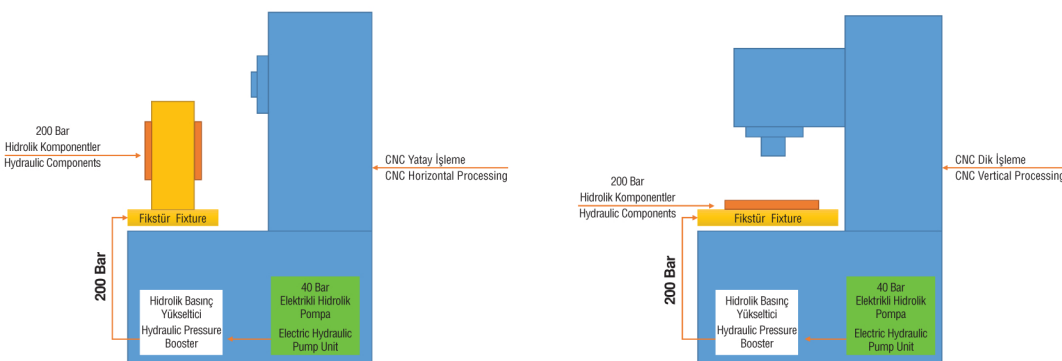 200 Bar
Hidrolik Komponentler
Hydraulic Components
Fikstür Fixture
200 Bar
Hidrolik Basınç
Yükseltici
Hydraulic Pressure
Booster
40 Bar
Elektrikli Hidrolik
Pompa
Electric Hydraulic
Pump Unit
CNC Yatay İşleme
CNC Horizontal Processing
200 Bar
Hidrolik Komponentler
Hydraulic Components
Fikstür Fixture
200 Bar
Hidrolik Basınç
Yükseltici
Hydraulic Pressure
Booster
40 Bar
Elektrikli Hidrolik
Pompa
Electric Hydraulic
Pump Unit
CNC Dik İşleme
CNC Vertical Processing